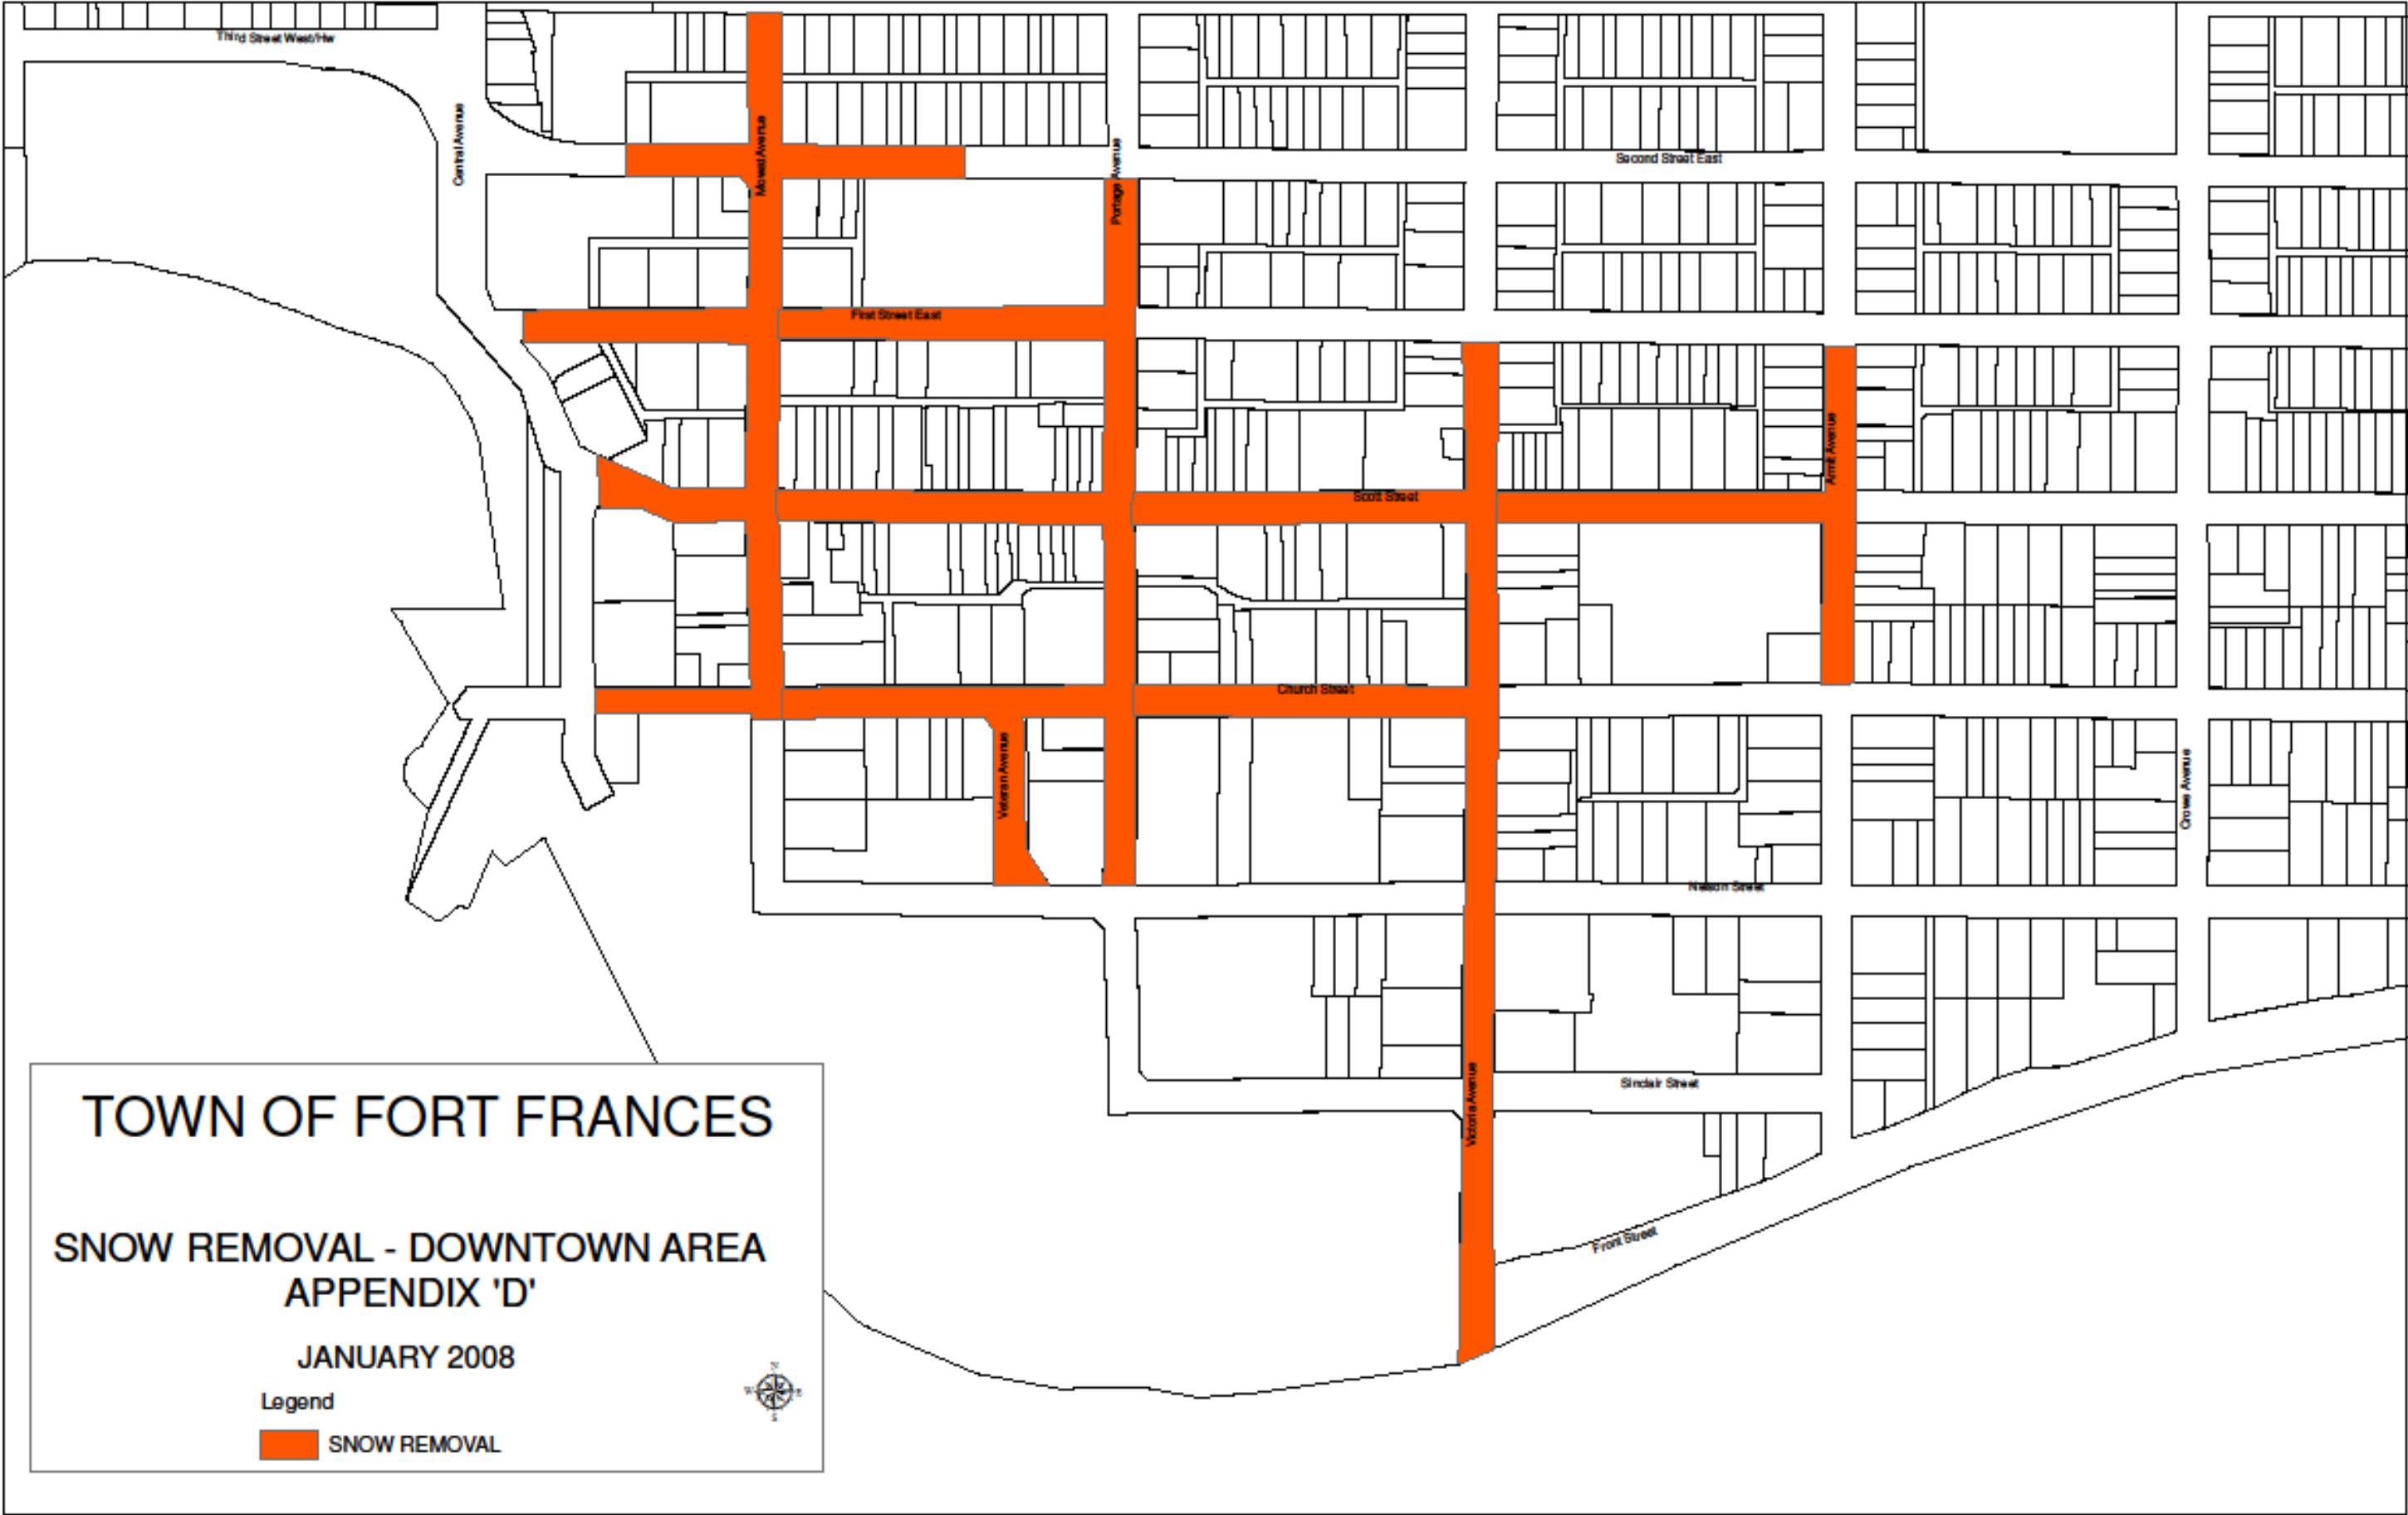 Third Street West/Hw
Central Avenue
Mowat Avenue
Portage Avenue
Second Street East
First Street East
Armit Avenue
Scott Street
Church Street
Veteran Avenue
Crowe Avenue
Nelson Street
Victoria Avenue
Sinclair Street
Front Street
TOWN OF FORT FRANCES
SNOW REMOVAL - DOWNTOWN AREA
APPENDIX 'D'
JANUARY 2008
N
W E
S
Legend
SNOW REMOVAL